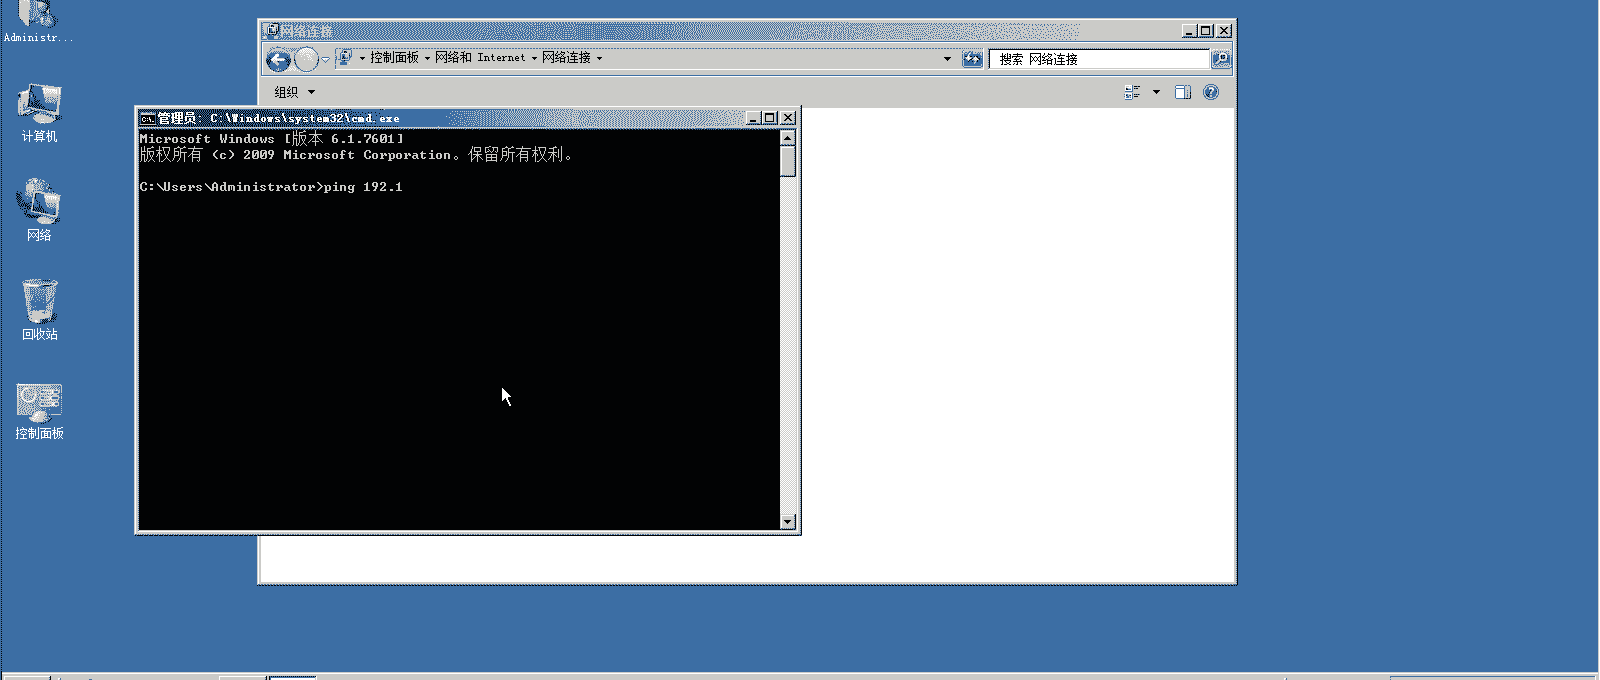 Administr...
计算机
网络
回收站
控制面板
网络连接
控制面板 网络和 Internet 网络连接
搜索 网络连接
组织
管理员: C:\Windows\system32\cmd.exe
Microsoft Windows [版本 6.1.7601]
版权所有 (c) 2009 Microsoft Corporation。保留所有权利。
C:\Users\Administrator>ping 192.1